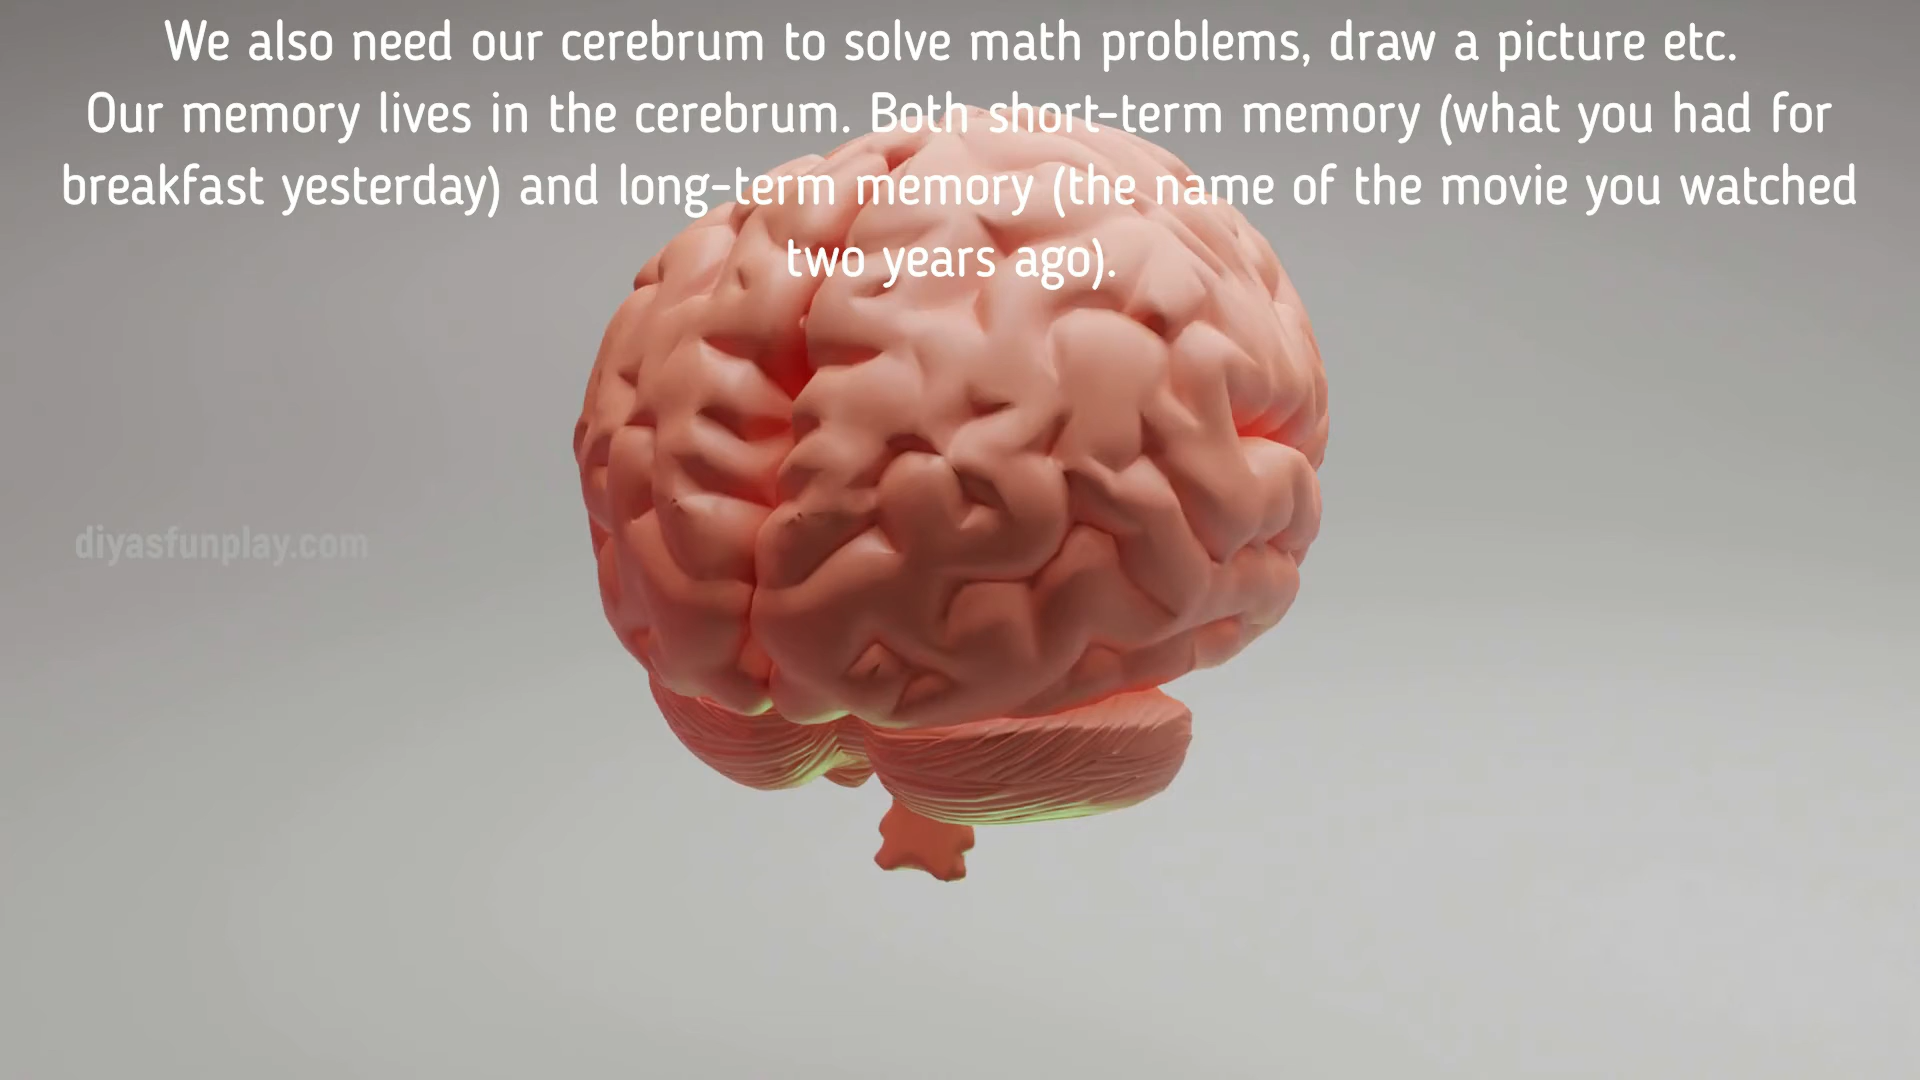 We also need our cerebrum to solve math problems, draw a picture etc.
Our memory lives in the cerebrum. Both short-term memory (what you had for
breakfast yesterday) and long-term memory (the name of the movie you watched
two years ago).
diyasfunplay.com